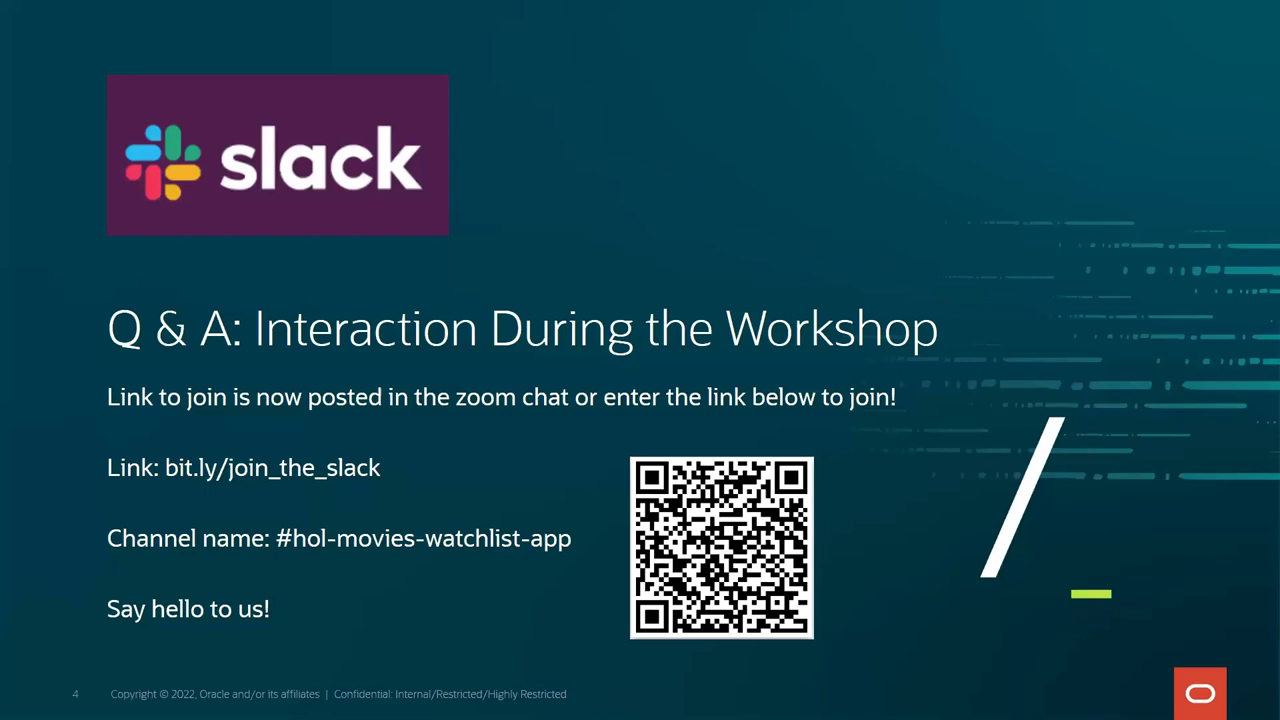 slack
Q & A: Interaction During the Workshop
Link to join is now posted in the zoom chat or enter the link below to join!
Link: bit.ly/join_the_slack
Channel name: #hol-movies-watchlist-app
Say hello to us!
4 Copyright © 2022, Oracle and/or its affiliates | Confidential: Internal/Restricted/Highly Restricted